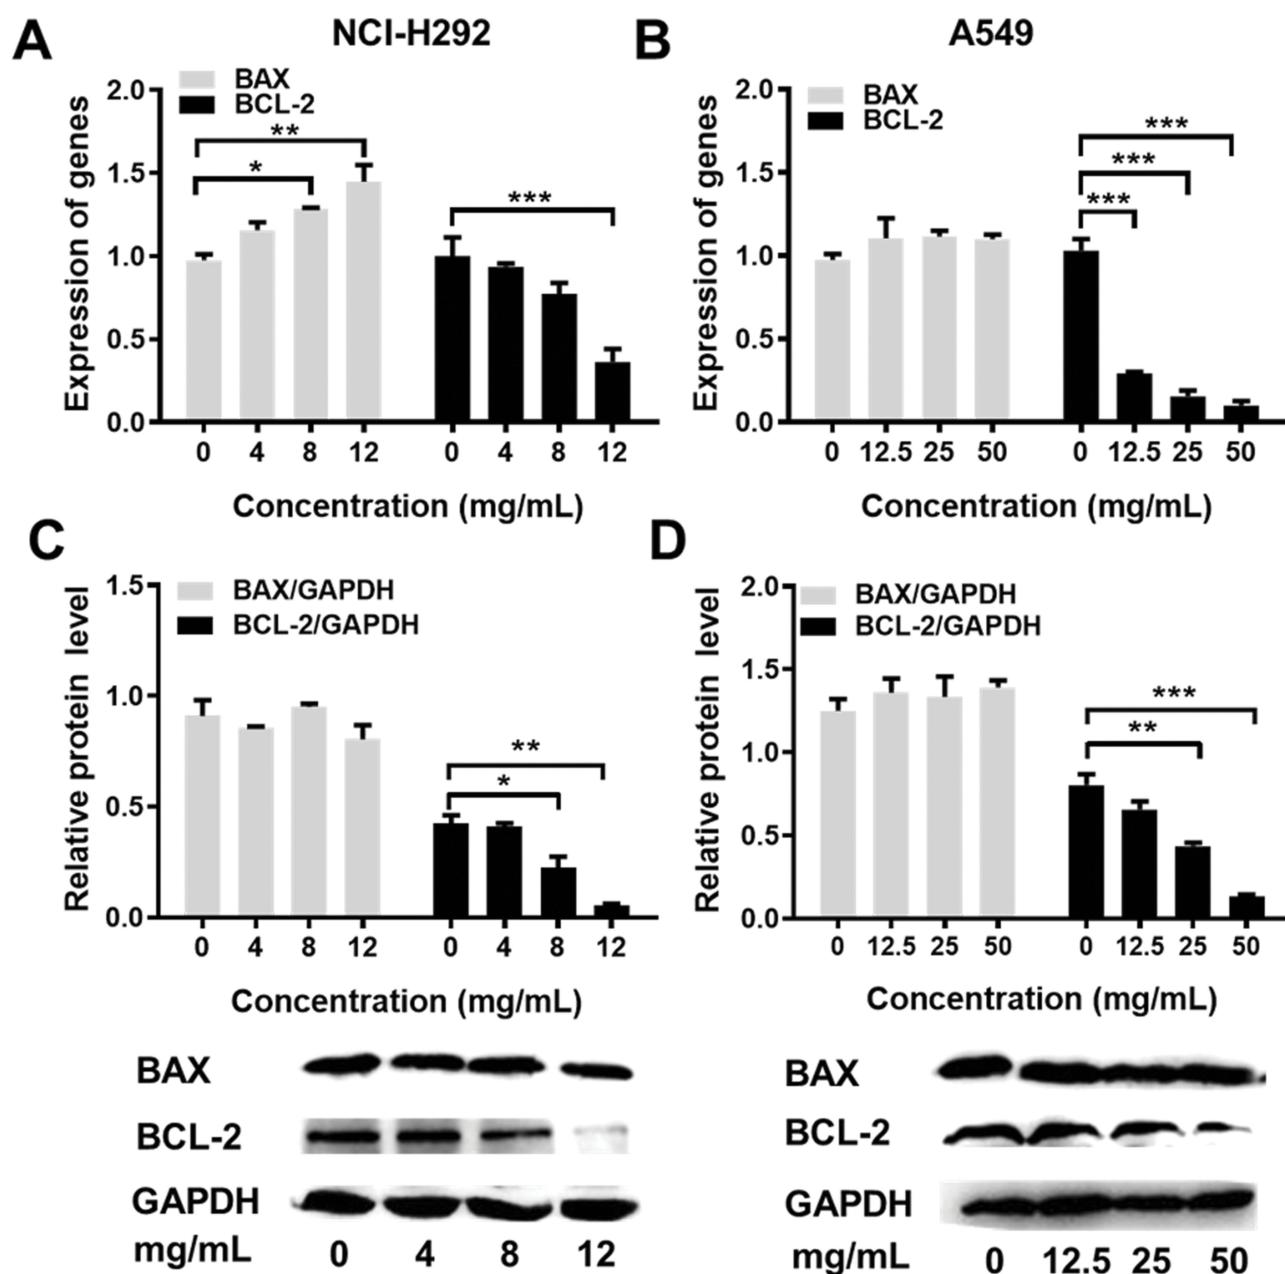 A
NCI-H292
BAX
BCL-2
Expression of genes
2.0
1.5
1.0
0.5
0.0
**
*
***
0 4 8 12 0 4 8 12
Concentration (mg/mL)
B
A549
BAX
BCL-2
Expression of genes
2.0
1.5
1.0
0.5
0.0
***
***
***
0 12.5 25 50 0 12.5 25 50
Concentration (mg/mL)
C
BAX/GAPDH
BCL-2/GAPDH
Relative protein level
1.5
1.0
0.5
0.0
**
*
0 4 8 12 0 4 8 12
Concentration (mg/mL)
BAX
BCL-2
GAPDH
mg/mL 0 4 8 12
D
BAX/GAPDH
BCL-2/GAPDH
Relative protein level
2.0
1.5
1.0
0.5
0.0
***
**
0 12.5 25 50 0 12.5 25 50
Concentration (mg/mL)
BAX
BCL-2
GAPDH
mg/mL 0 12.5 25 50